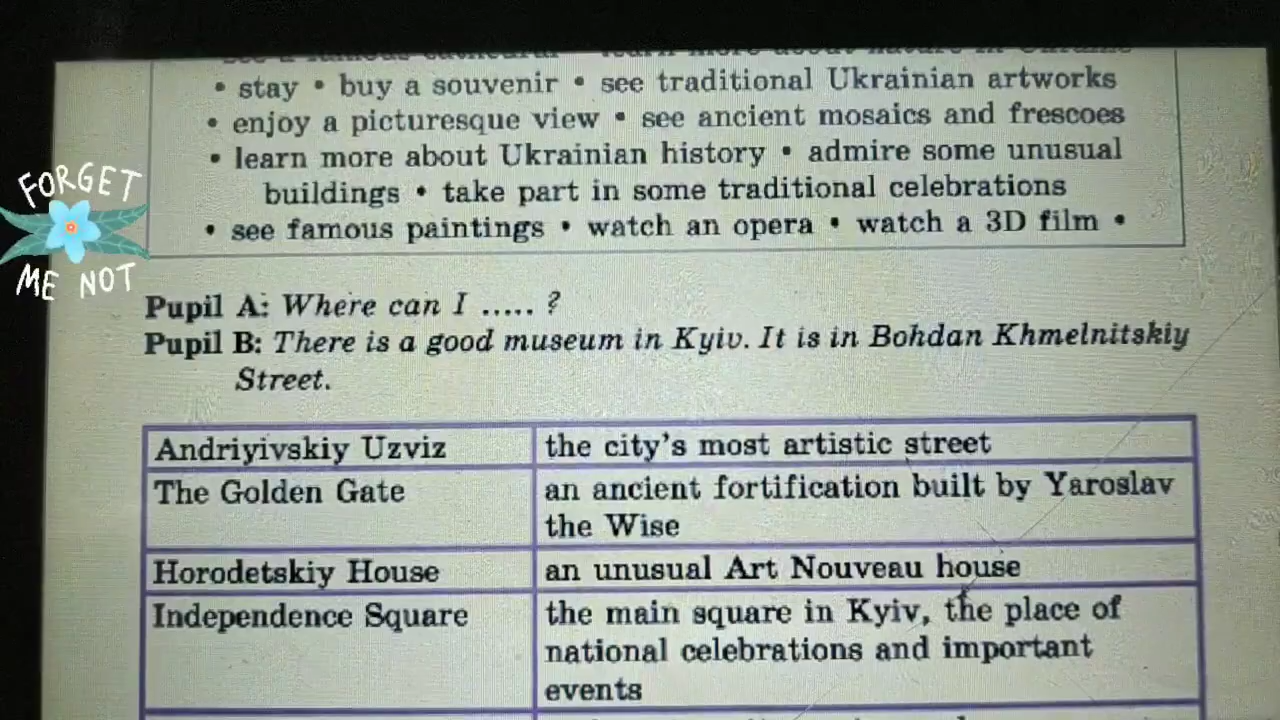 • stay • buy a souvenir • see traditional Ukrainian artworks
• enjoy a picturesque view • see ancient mosaics and frescoes
• learn more about Ukrainian history • admire some unusual
buildings • take part in some traditional celebrations
• see famous paintings • watch an opera • watch a 3D film •
FORGET
ME NOT
Pupil A: Where can I ..... ?
Pupil B: There is a good museum in Kyiv. It is in Bohdan Khmelnitskiy
Street.
Andriyivskiy Uzviz the city's most artistic street
The Golden Gate an ancient fortification built by Yaroslav
the Wise
Horodetskiy House an unusual Art Nouveau house
Independence Square the main square in Kyiv, the place of
national celebrations and important
events